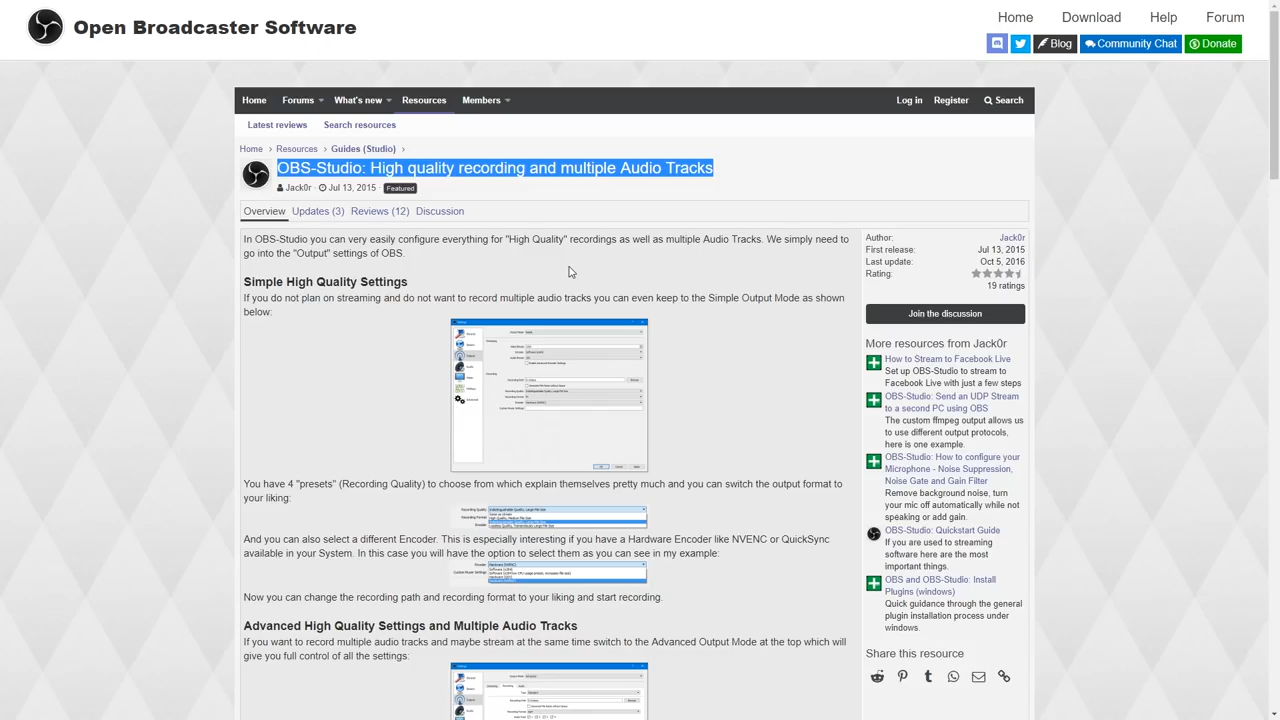 Open Broadcaster Software
Home Download Help Forum
Blog Community Chat Donate
Home Forums What's new Resources Members Log in Register Search
Latest reviews Search resources
Home › Resources › Guides (Studio) ›
OBS-Studio: High quality recording and multiple Audio Tracks
Jack0r · Jul 13, 2015 · Featured
Overview Updates (3) Reviews (12) Discussion
In OBS-Studio you can very easily configure everything for "High Quality" recordings as well as multiple Audio Tracks. We simply need to
go into the "Output" settings of OBS.
Simple High Quality Settings
If you do not plan on streaming and do not want to record multiple audio tracks you can even keep to the Simple Output Mode as shown
below:
You have 4 "presets" (Recording Quality) to choose from which explain themselves pretty much and you can switch the output format to
your liking:
And you can also select a different Encoder. This is especially interesting if you have a Hardware Encoder like NVENC or QuickSync
available in your System. In this case you will have the option to select them as you can see in my example:
Now you can change the recording path and recording format to your liking and start recording.
Advanced High Quality Settings and Multiple Audio Tracks
If you want to record multiple audio tracks and maybe stream at the same time switch to the Advanced Output Mode at the top which will
give you full control of all the settings:
Author: Jack0r
First release: Jul 13, 2015
Last update: Oct 5, 2016
Rating:
19 ratings
Join the discussion
More resources from Jack0r
How to Stream to Facebook Live
Set up OBS-Studio to stream to
Facebook Live with just a few steps
OBS-Studio: Send an UDP Stream
to a second PC using OBS
The custom ffmpeg output allows us
to use different output protocols,
here is one example.
OBS-Studio: How to configure your
Microphone - Noise Suppression,
Noise Gate and Gain Filter
Remove background noise, turn
your mic off automatically while not
speaking or add gain.
OBS-Studio: Quickstart Guide
If you are used to streaming
software here are the most
important things.
OBS and OBS-Studio: Install
Plugins (windows)
Quick guidance through the general
plugin installation process under
windows.
Share this resource